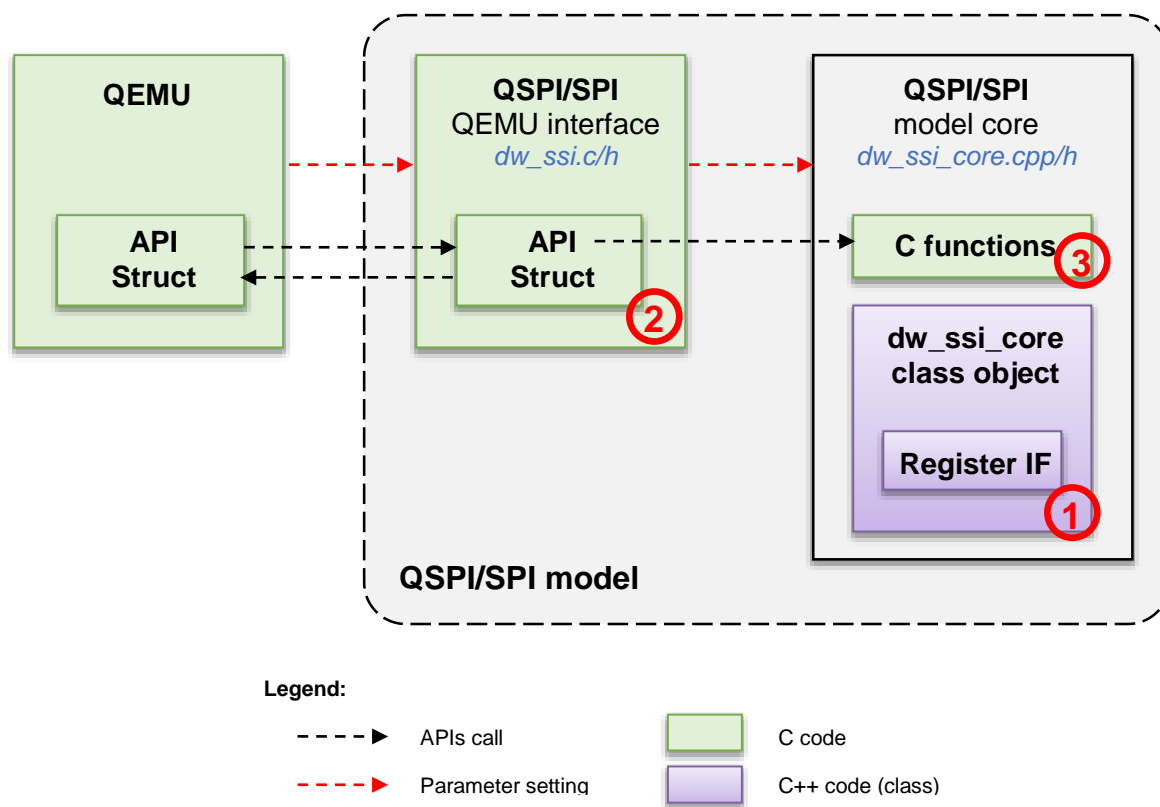 QEMU
API
Struct
QSPI/SPI
QEMU interface
dw_ssi.c/h
API
Struct
2
QSPI/SPI
model core
dw_ssi_core.cpp/h
C functions
3
dw_ssi_core
class object
Register IF
1
QSPI/SPI model
Legend:
APIs call
C code
Parameter setting
C++ code (class)